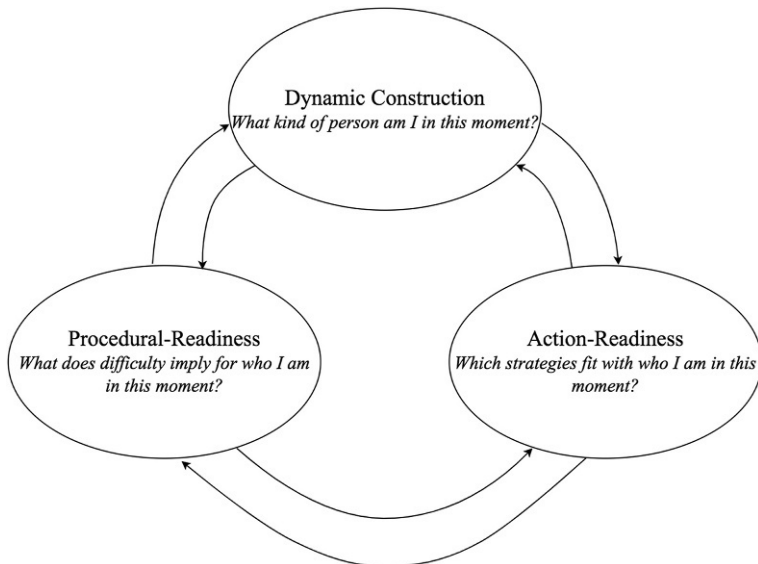 Dynamic Construction
What kind of person am I in this moment?
Procedural-Readiness
What does difficulty imply for who I am
in this moment?
Action-Readiness
Which strategies fit with who I am in this
moment?